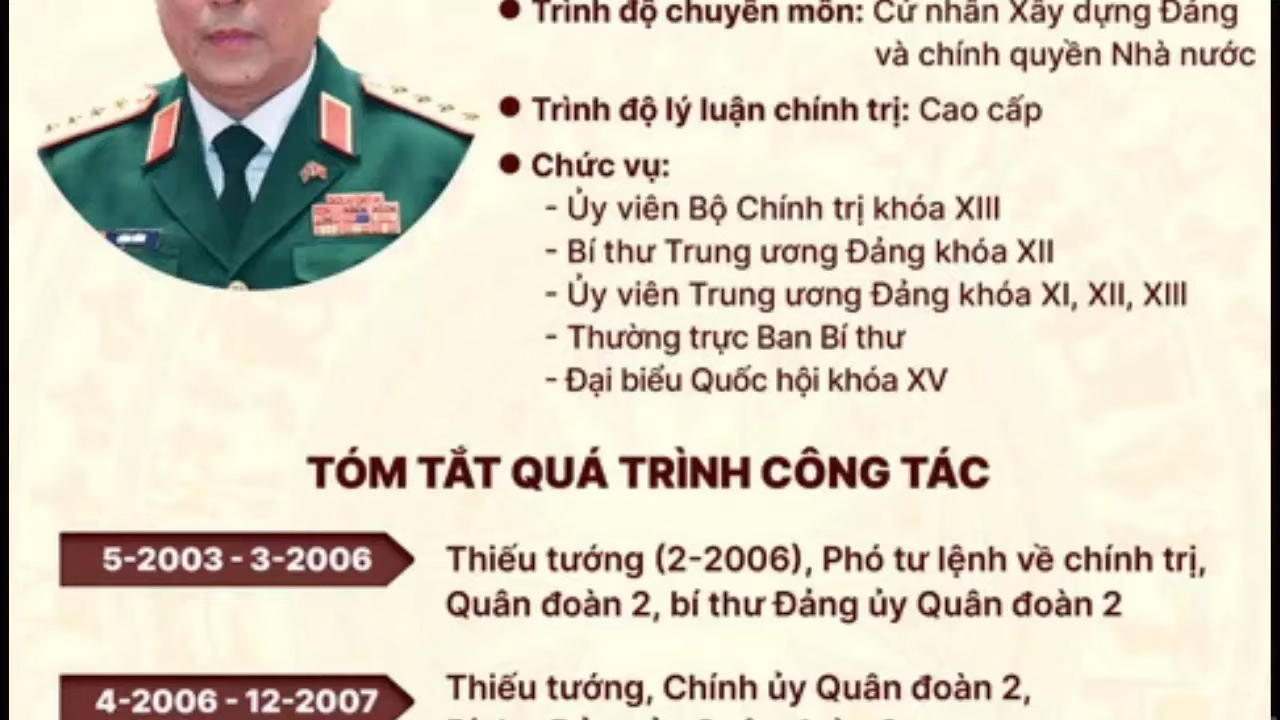 ● Trình độ chuyên môn: Cử nhân Xây dựng Đảng
và chính quyền Nhà nước
● Trình độ lý luận chính trị: Cao cấp
● Chức vụ:
- Ủy viên Bộ Chính trị khóa XIII
- Bí thư Trung ương Đảng khóa XII
- Ủy viên Trung ương Đảng khóa XI, XII, XIII
- Thường trực Ban Bí thư
- Đại biểu Quốc hội khóa XV
TÓM TẮT QUÁ TRÌNH CÔNG TÁC
5-2003 - 3-2006
Thiếu tướng (2-2006), Phó tư lệnh về chính trị,
Quân đoàn 2, bí thư Đảng ủy Quân đoàn 2
4-2006 - 12-2007
Thiếu tướng, Chính ủy Quân đoàn 2,